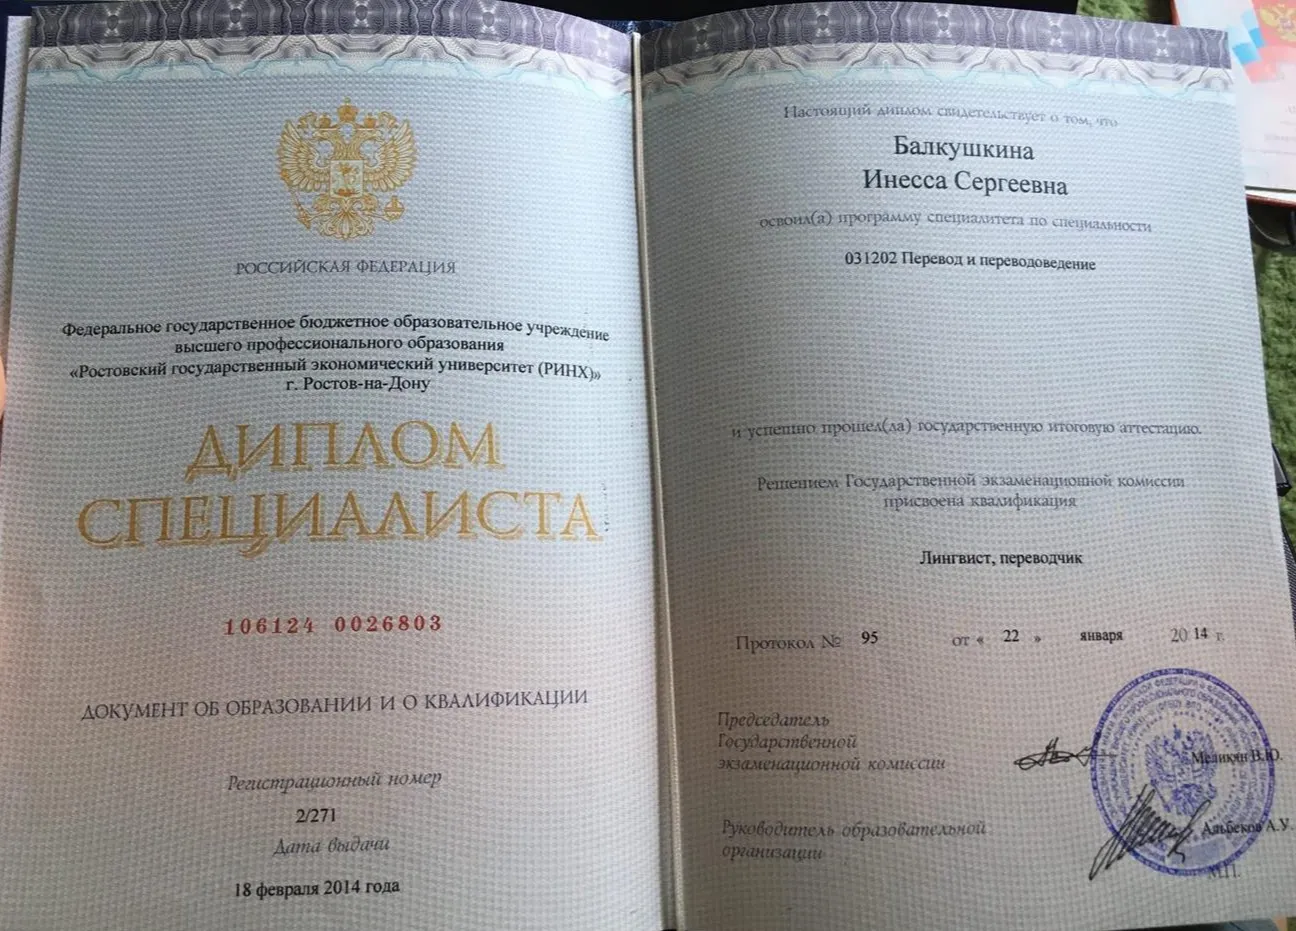 РОССИЙСКАЯ ФЕДЕРАЦИЯ
Федеральное государственное бюджетное образовательное учреждение
высшего профессионального образования
«Ростовский государственный экономический университет (РИНХ)»
г. Ростов-на-Дону
ДИПЛОМ
СПЕЦИАЛИСТА
106124 0026803
ДОКУМЕНТ ОБ ОБРАЗОВАНИИ И О КВАЛИФИКАЦИИ
Регистрационный номер
2/271
Дата выдачи
18 февраля 2014 года
Настоящий диплом свидетельствует о том, что
Балкушкина
Инесса Сергеевна
освоил(а) программу специалитета по специальности
031202 Перевод и переводоведение
и успешно прошел(ла) государственную итоговую аттестацию.
Решением Государственной экзаменационной комиссии
присвоена квалификация
Лингвист, переводчик
Протокол № 95 от « 22 » января 2014 г.
Председатель
Государственной
экзаменационной комиссии
Меликян В.Ю.
Руководитель образовательной
организации
Альбеков А.У.
М.П.